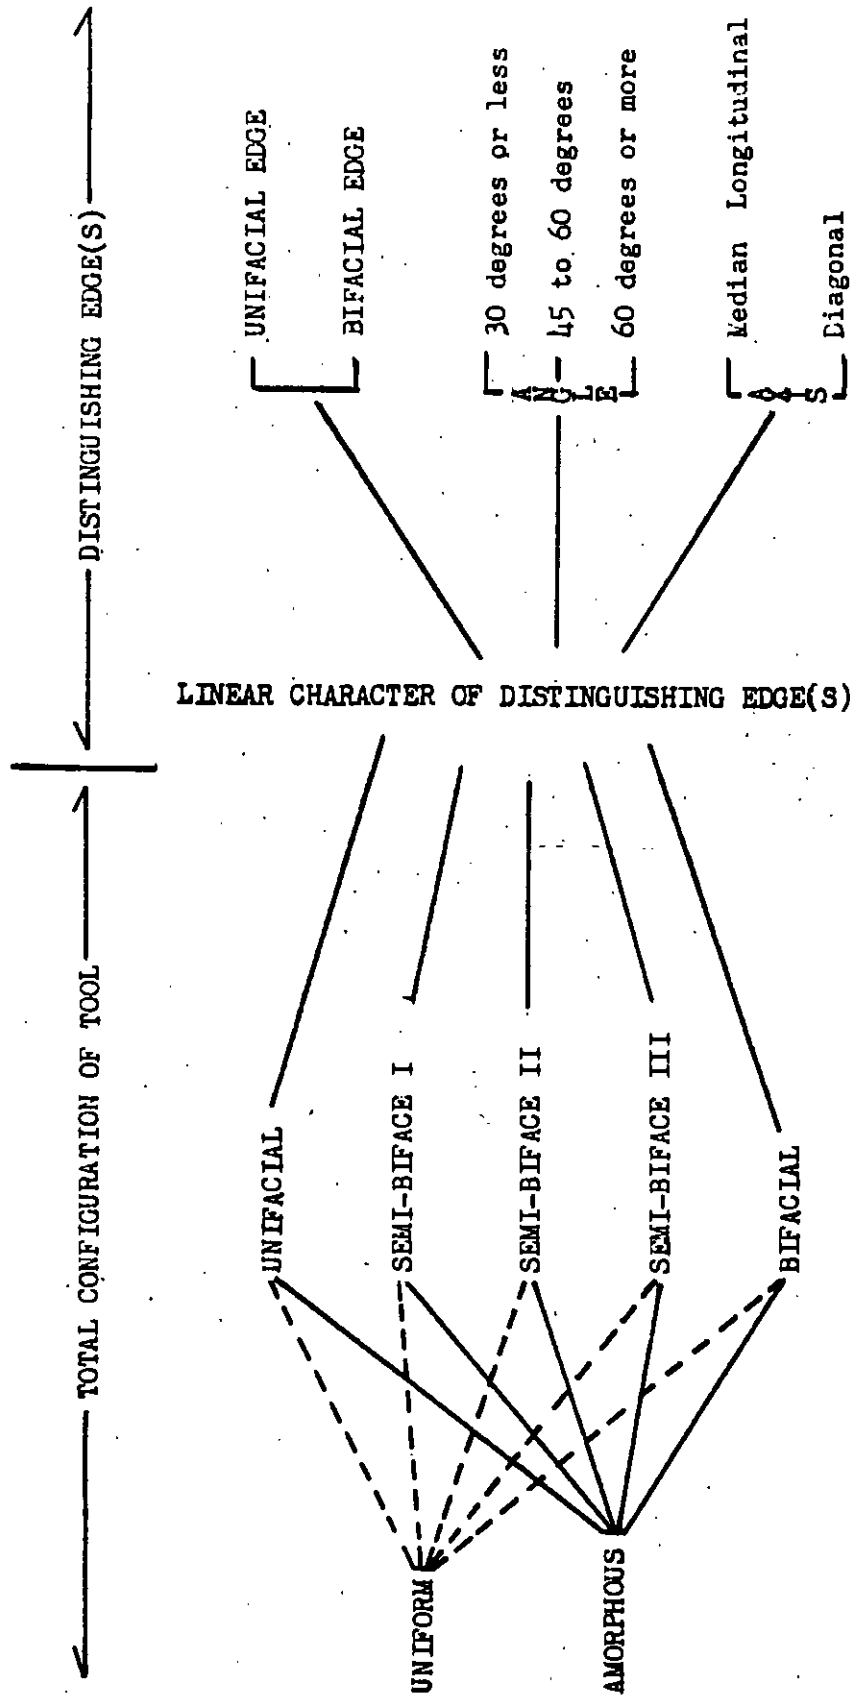 TOTAL CONFIGURATION OF TOOL
DISTINGUISHING EDGE(S)
UNIFORM
AMORPHOUS
UNIFACIAL
SEMI-BIFACE I
SEMI-BIFACE II
SEMI-BIFACE III
BIFACIAL
LINEAR CHARACTER OF DISTINGUISHING EDGE(S)
UNIFACIAL EDGE
BIFACIAL EDGE
ANGLE
30 degrees or less
45 to 60 degrees
60 degrees or more
Median Longitudinal
Diagonal